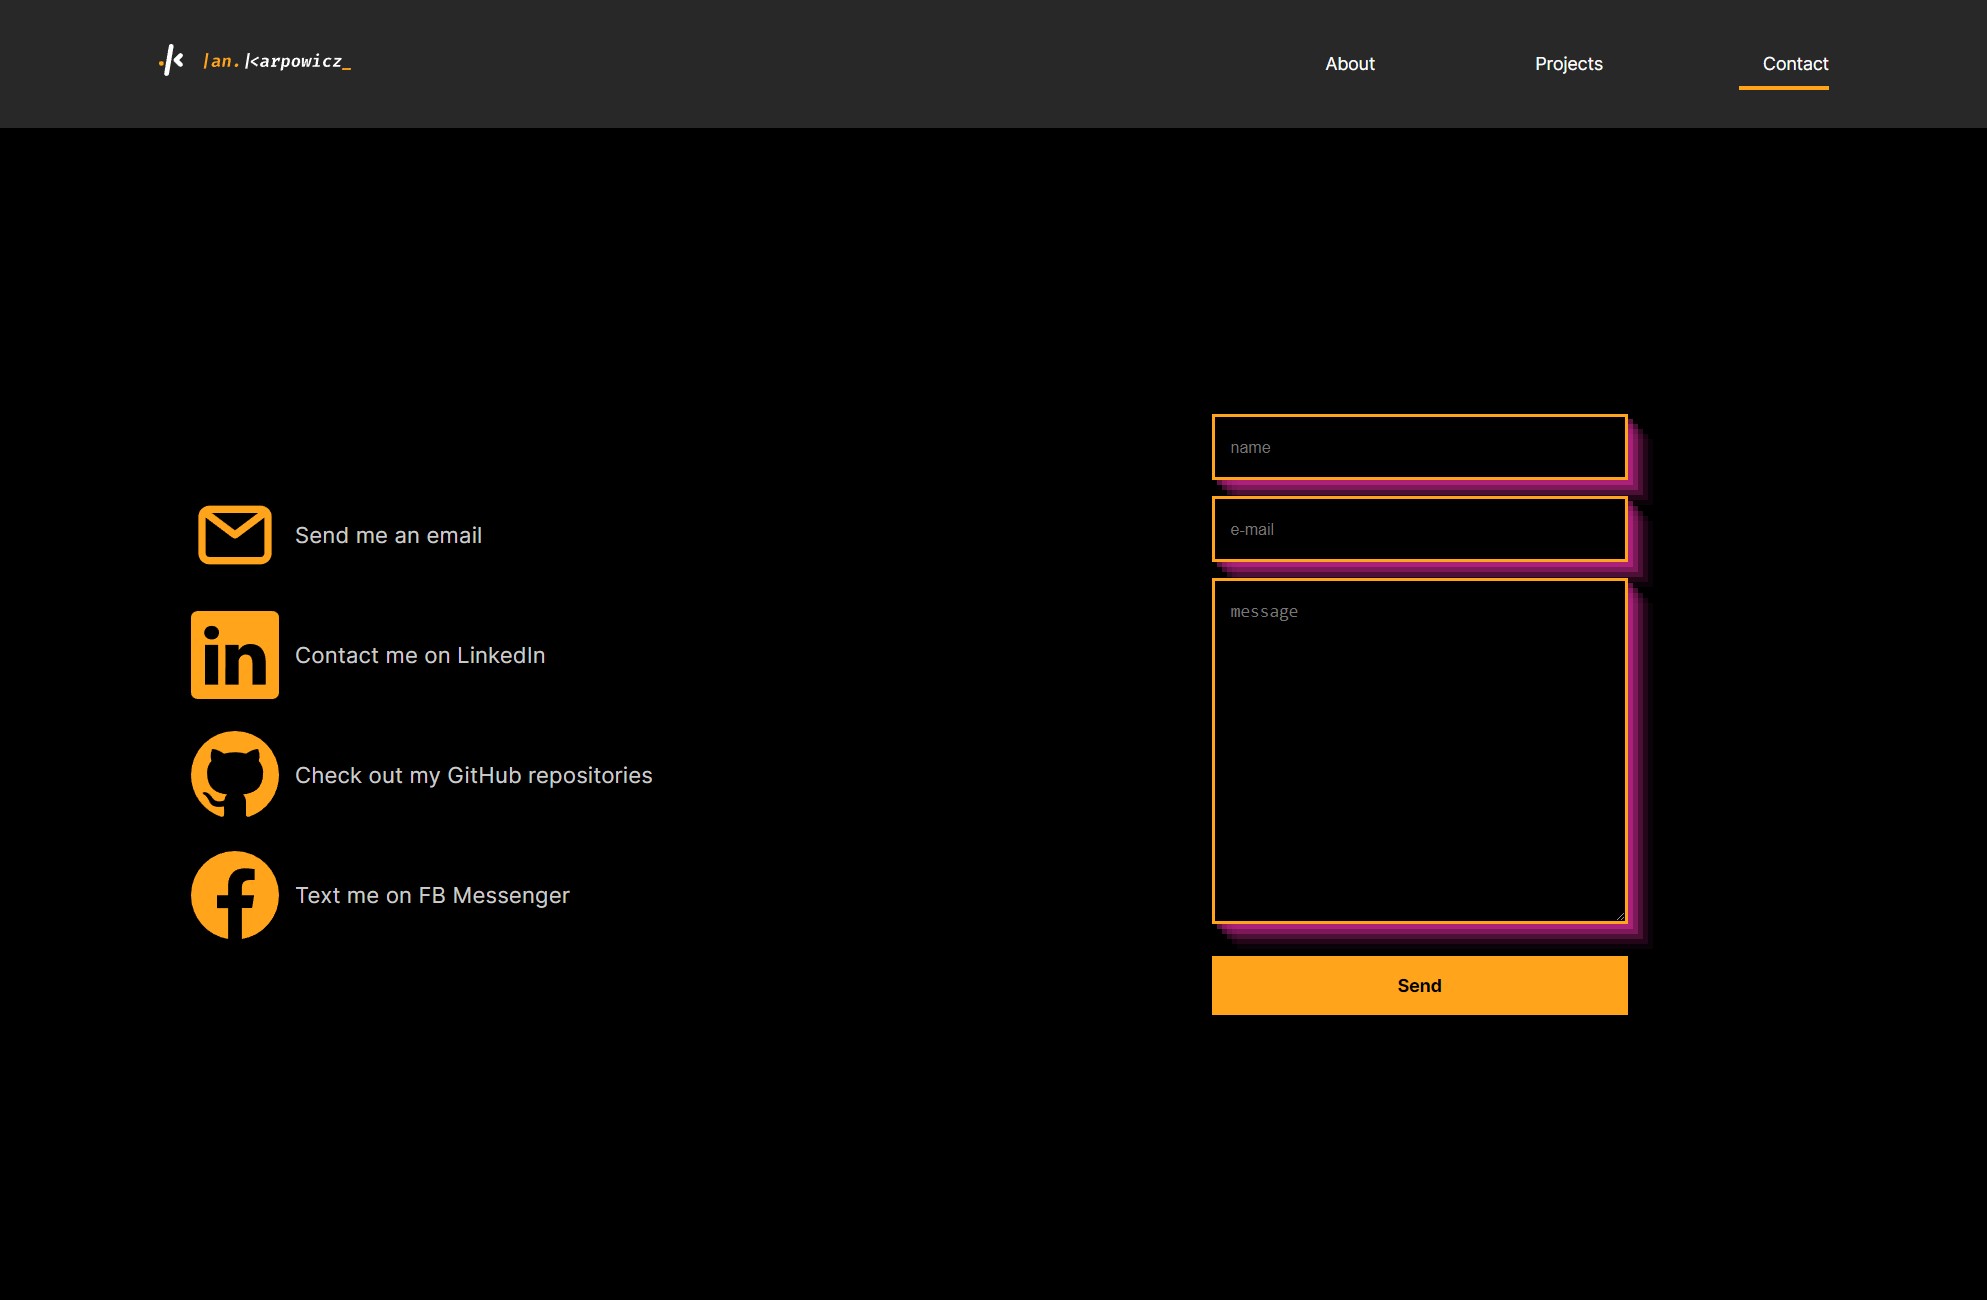 |an.|<arpowicz_
About
Projects
Contact
Send me an email
Contact me on LinkedIn
Check out my GitHub repositories
Text me on FB Messenger
name
e-mail
message
Send